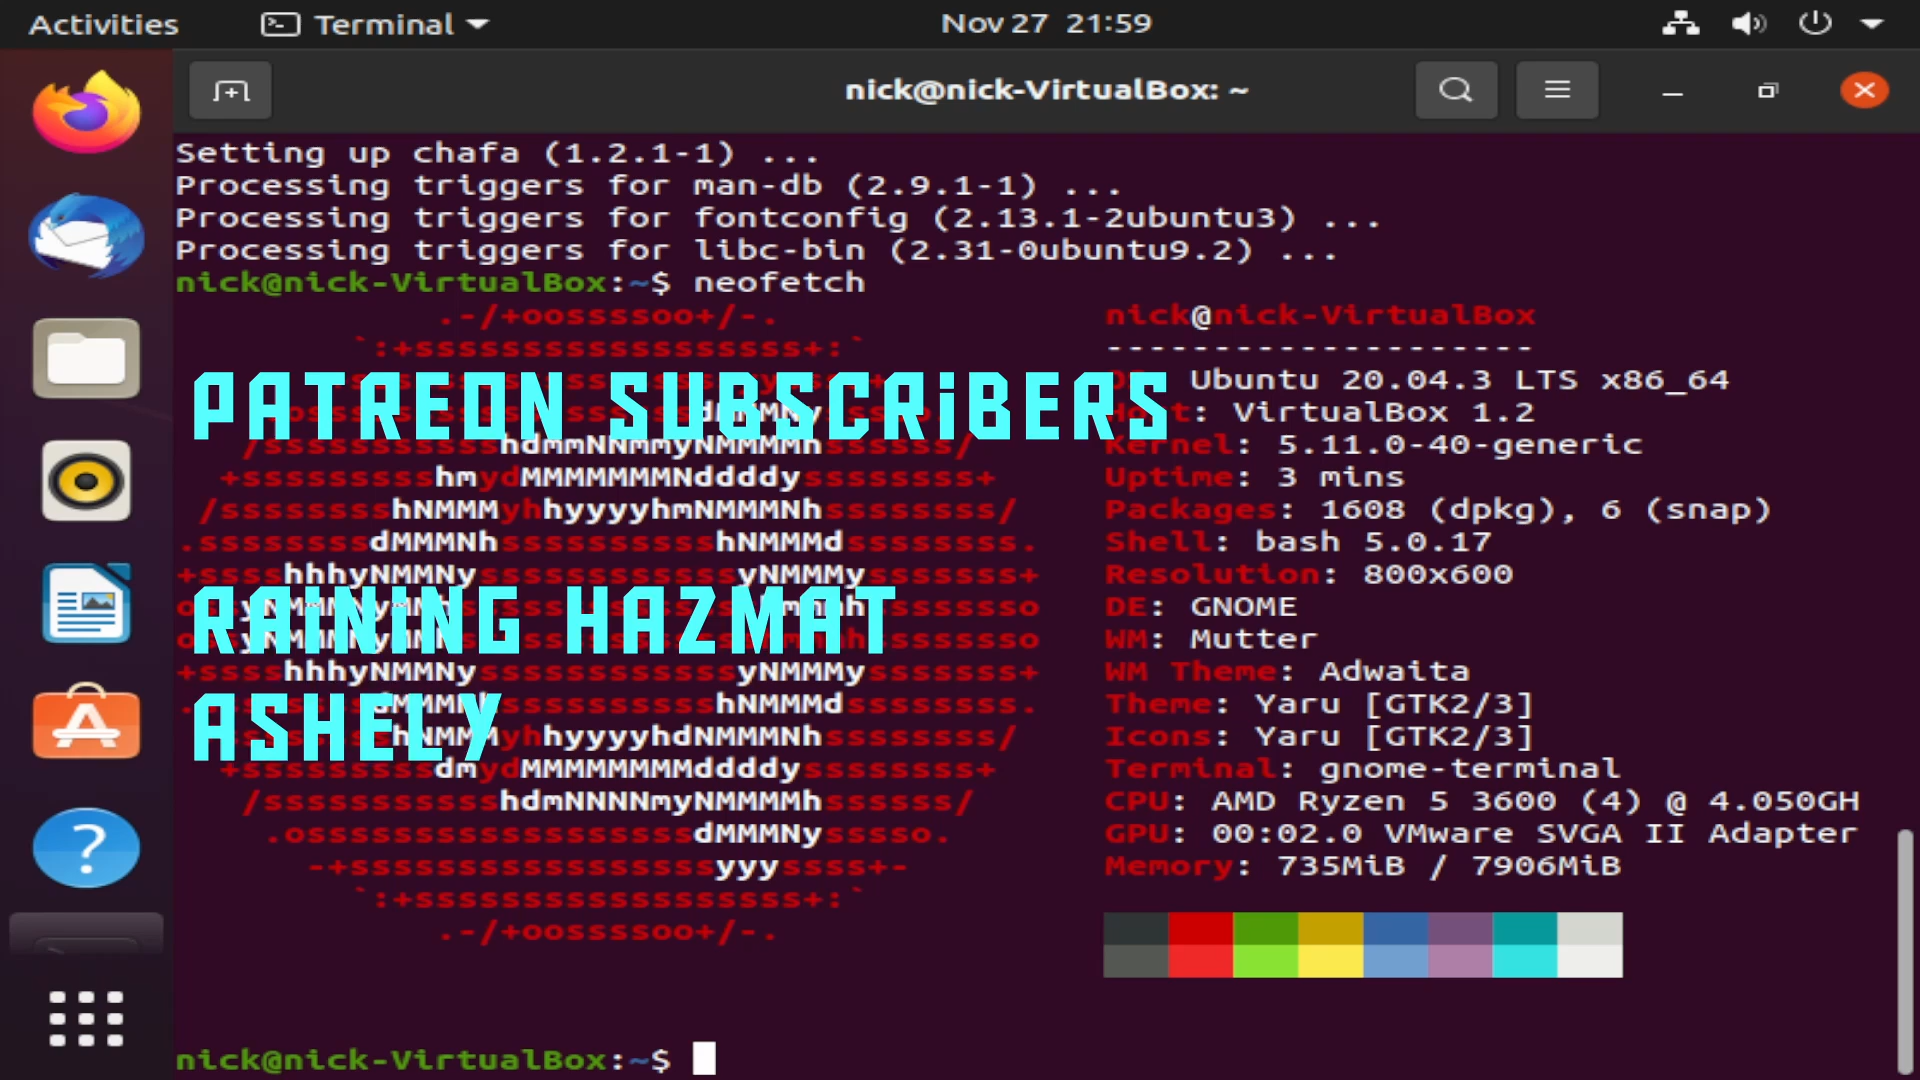 Activities
Terminal
Nov 27 21:59
nick@nick-VirtualBox: ~
Setting up chafa (1.2.1-1) ...
Processing triggers for man-db (2.9.1-1) ...
Processing triggers for fontconfig (2.13.1-2ubuntu3) ...
Processing triggers for libc-bin (2.31-0ubuntu9.2) ...
nick@nick-VirtualBox:~$ neofetch
nick@nick-VirtualBox
--------------------
PATREON SUBSCRIBERS
Ubuntu 20.04.3 LTS x86_64
: VirtualBox 1.2
Kernel: 5.11.0-40-generic
Uptime: 3 mins
Packages: 1608 (dpkg), 6 (snap)
Shell: bash 5.0.17
Resolution: 800x600
RAINING HAZMAT
DE: GNOME
WM: Mutter
WM Theme: Adwaita
ASHELY
Theme: Yaru [GTK2/3]
Icons: Yaru [GTK2/3]
Terminal: gnome-terminal
CPU: AMD Ryzen 5 3600 (4) @ 4.050GH
GPU: 00:02.0 VMware SVGA II Adapter
Memory: 735MiB / 7906MiB
nick@nick-VirtualBox:~$